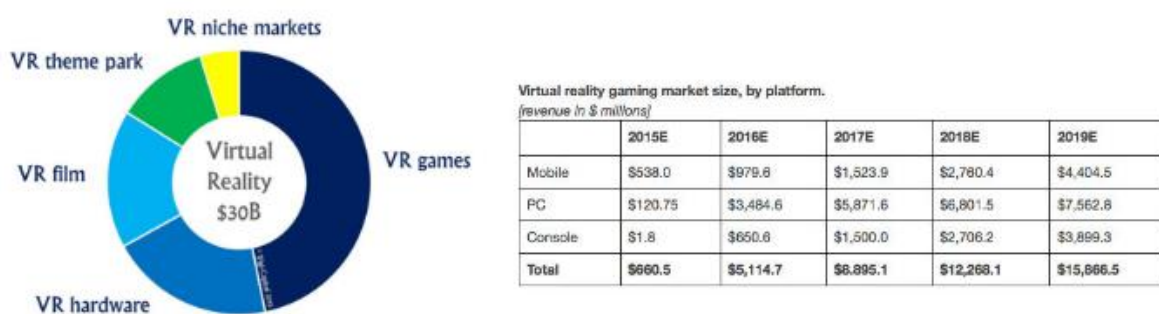 VR niche markets
VR theme park
VR film
Virtual
Reality
$30B
VR games
VR hardware
Virtual reality gaming market size, by platform.
[revenue in $ millions]
2015E 2016E 2017E 2018E 2019E
Mobile $538.0 $979.6 $1,523.9 $2,760.4 $4,404.5
PC $120.75 $3,484.6 $5,871.6 $6,801.5 $7,562.8
Console $1.8 $650.6 $1,500.0 $2,706.2 $3,899.3
Total $660.5 $5,114.7 $8.895.1 $12,268.1 $15,866.5